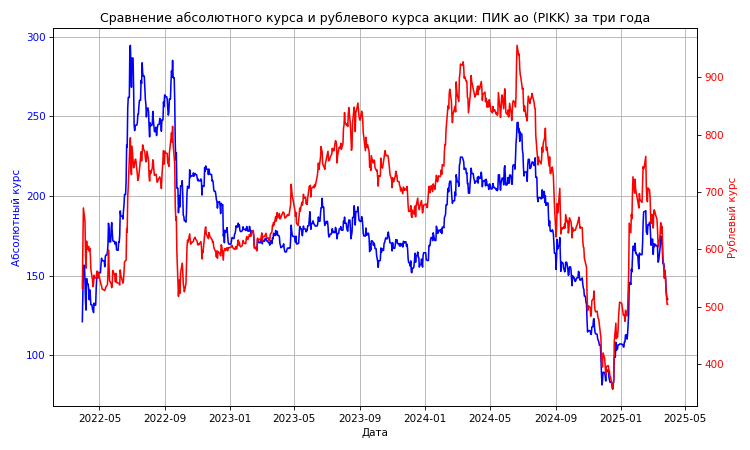 Сравнение абсолютного курса и рублевого курса акции: ПИК ао (PIKK) за три года
300
250
200
150
100
Абсолютный курс
900
800
700
600
500
400
Рублевый курс
2022-05 2022-09 2023-01 2023-05 2023-09 2024-01 2024-05 2024-09 2025-01 2025-05
Дата